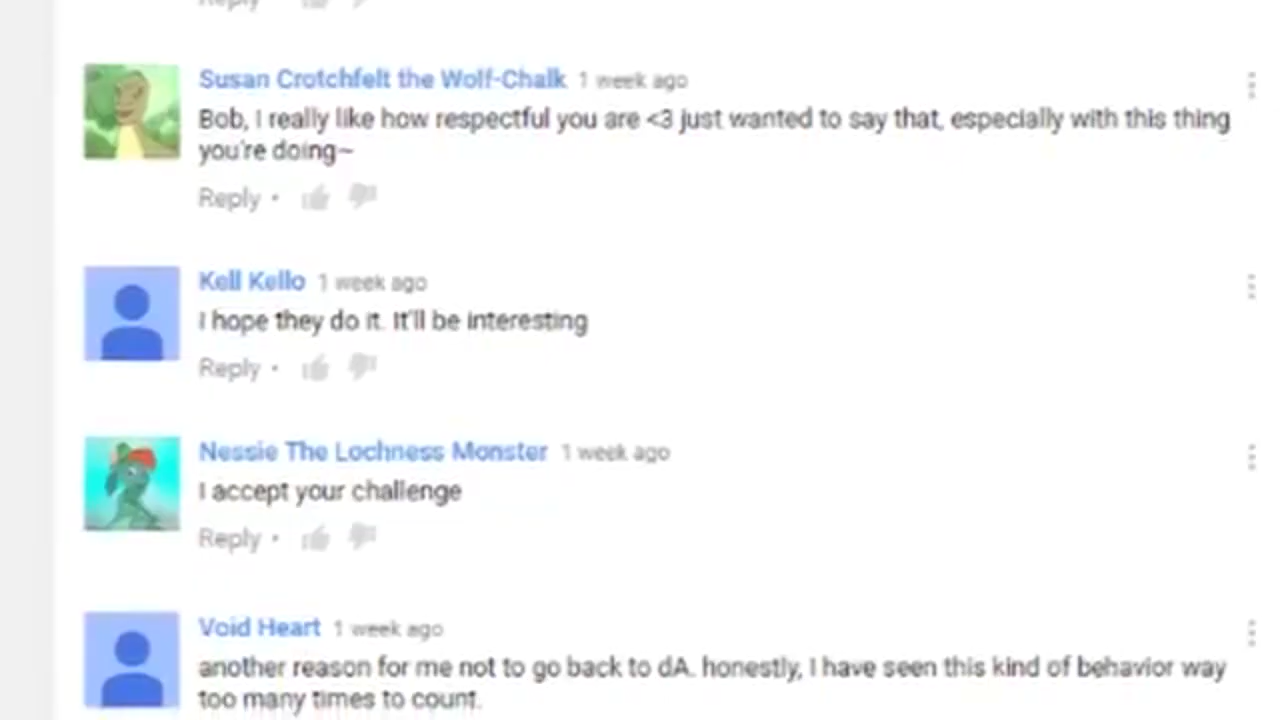 Reply
Susan Crotchfelt the Wolf-Chalk 1 week ago
Bob, I really like how respectful you are <3 just wanted to say that, especially with this thing
you're doing~
Reply •
Kell Kello 1 week ago
I hope they do it. It'll be interesting
Reply •
Nessie The Lochness Monster 1 week ago
I accept your challenge
Reply •
Void Heart 1 week ago
another reason for me not to go back to dA. honestly, I have seen this kind of behavior way
too many times to count.